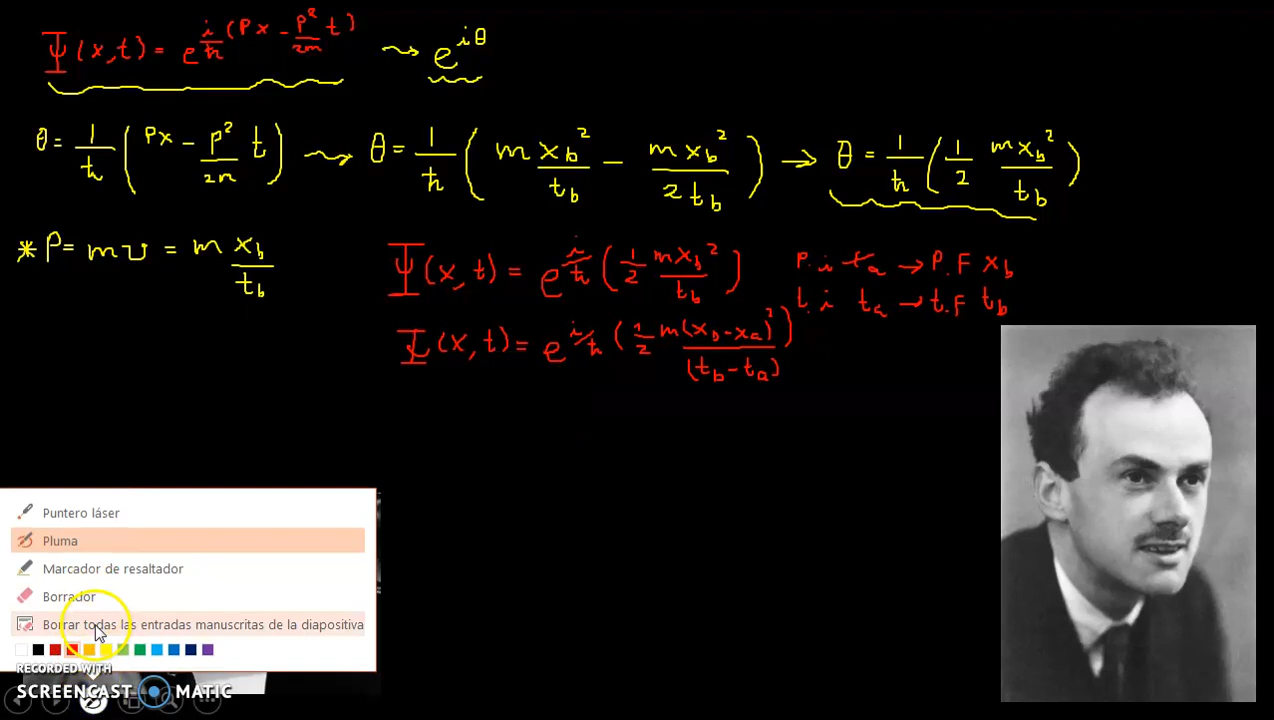 Ψ(x,t) = e^{i/ħ (Px - P²/2m t)} ⇝ e^{iθ}
θ = 1/ħ (Px - P²/2m t) ⇝ θ = 1/ħ (m x_b²/t_b - m x_b²/2 t_b) → θ = 1/ħ (1/2 m x_b²/t_b)
* P = mv = m x_b/t_b
Ψ(x,t) = e^{i/ħ (1/2 m x_b²/t_b)}
P.i x_a → P.F x_b
t.i t_a → t.F t_b
Ψ(x,t) = e^{i/ħ (1/2 m(x_b - x_a)²/(t_b - t_a))}
Puntero láser
Pluma
Marcador de resaltador
Borrador
Borrar todas las entradas manuscritas de la diapositiva
RECORDED WITH
SCREENCAST MATIC